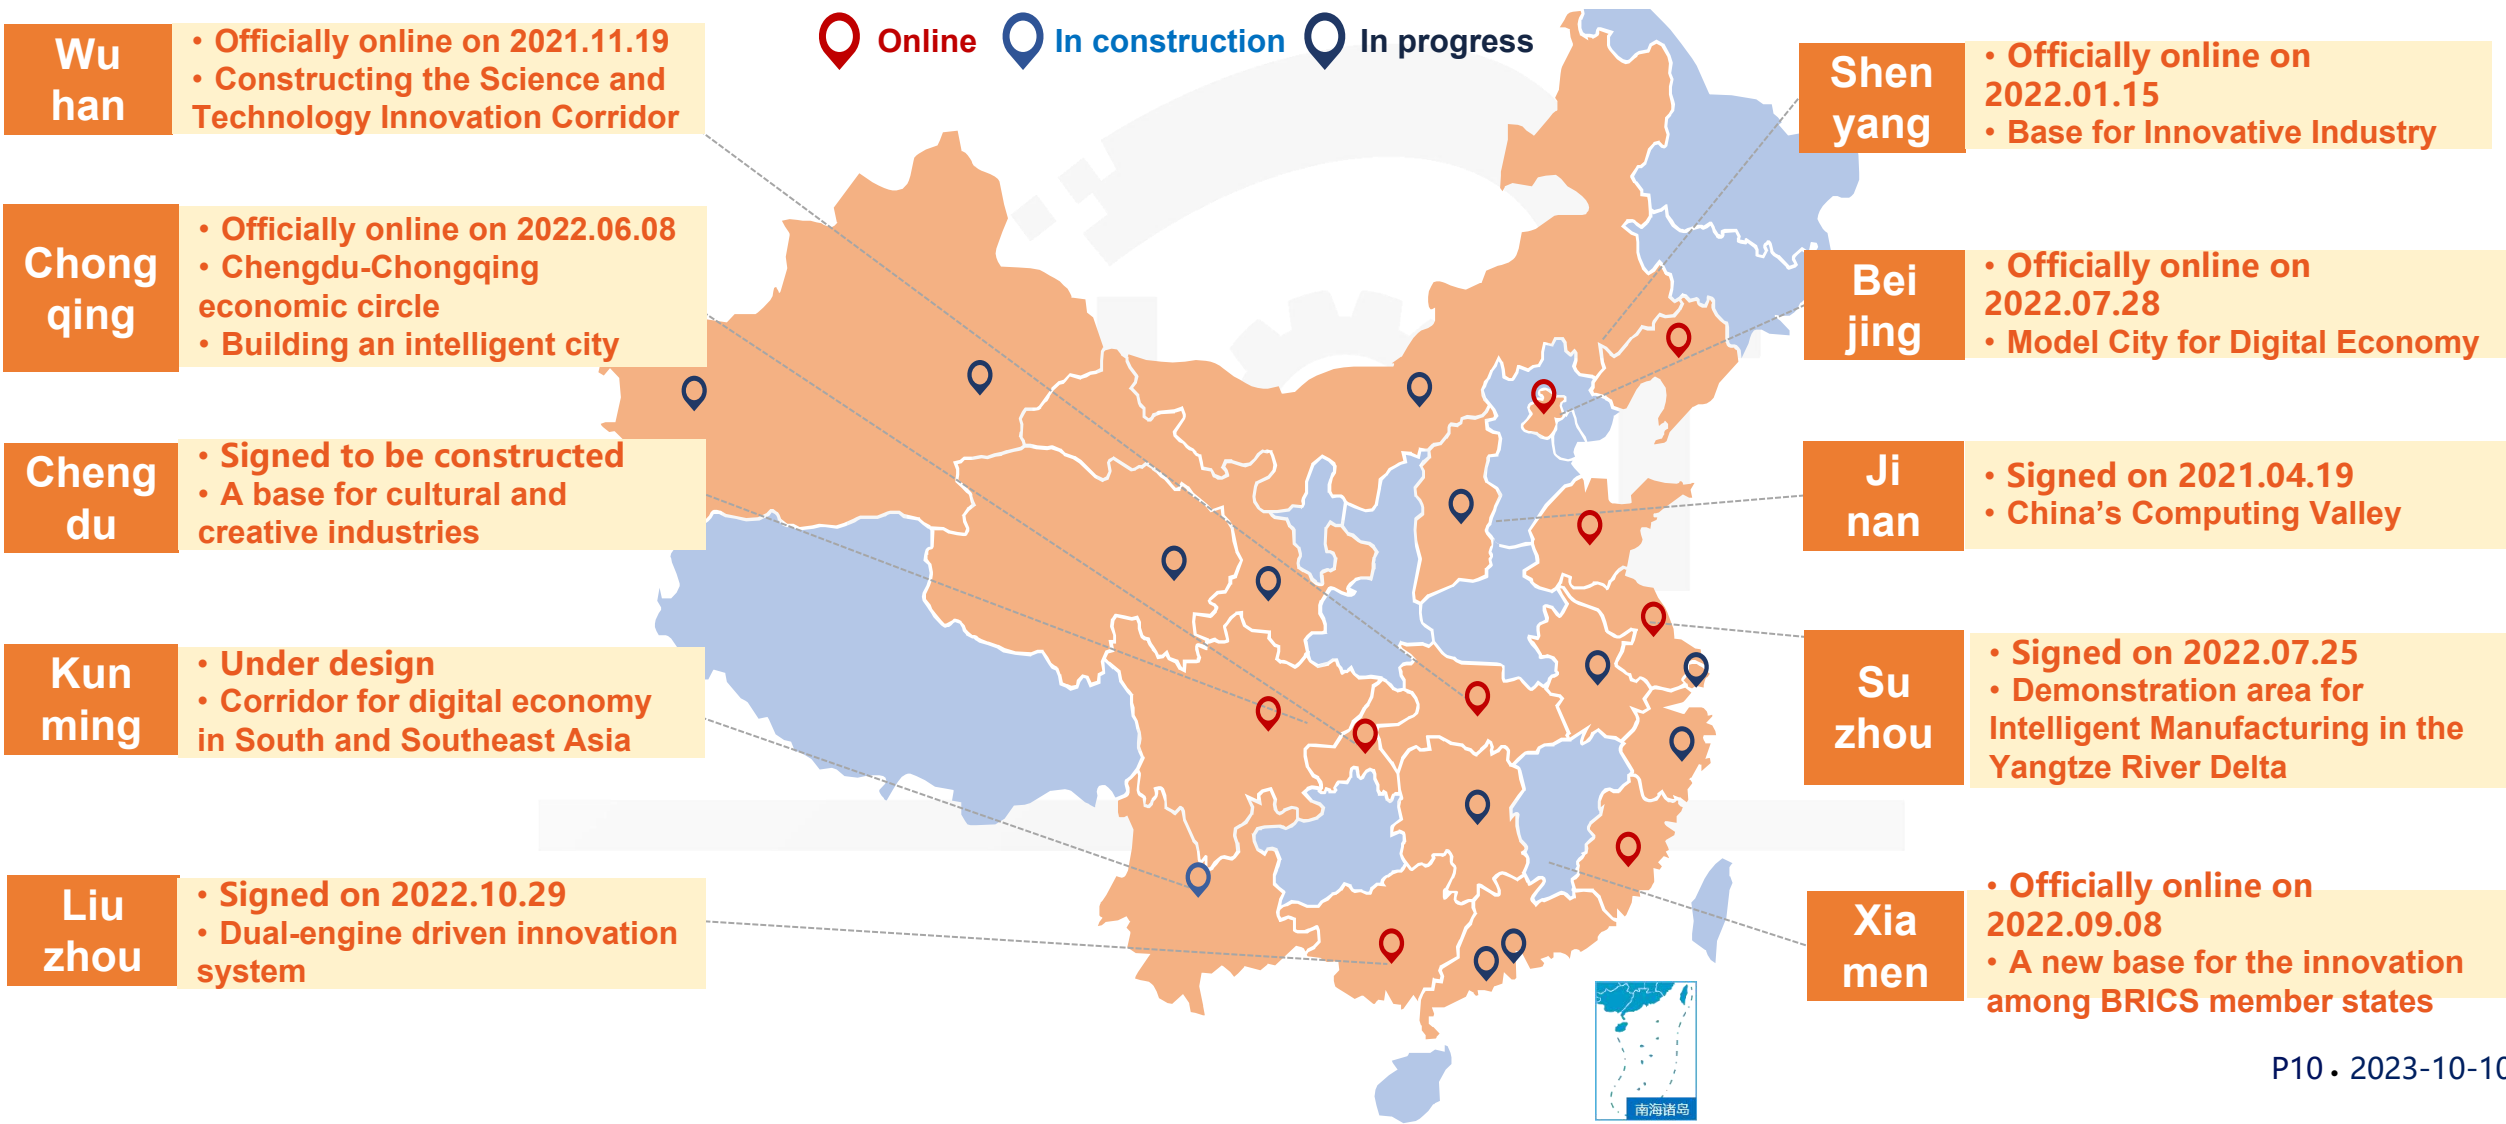 Online
In construction
In progress
Wu
han
• Officially online on 2021.11.19
• Constructing the Science and
Technology Innovation Corridor
Chong
qing
• Officially online on 2022.06.08
• Chengdu-Chongqing
economic circle
• Building an intelligent city
Cheng
du
• Signed to be constructed
• A base for cultural and
creative industries
Kun
ming
• Under design
• Corridor for digital economy
in South and Southeast Asia
Liu
zhou
• Signed on 2022.10.29
• Dual-engine driven innovation
system
Shen
yang
• Officially online on
2022.01.15
• Base for Innovative Industry
Bei
jing
• Officially online on
2022.07.28
• Model City for Digital Economy
Ji
nan
• Signed on 2021.04.19
• China’s Computing Valley
Su
zhou
• Signed on 2022.07.25
• Demonstration area for
Intelligent Manufacturing in the
Yangtze River Delta
Xia
men
• Officially online on
2022.09.08
• A new base for the innovation
among BRICS member states
南海诸岛
P10 • 2023-10-10